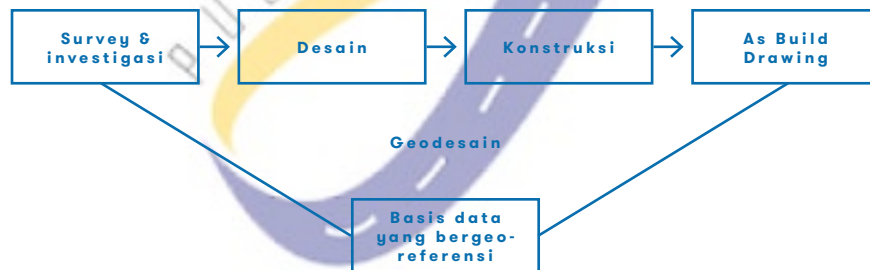 Survey &
investigasi
Desain
Konstruksi
As Build
Drawing
Geodesain
Basis data
yang bergeo-
referensi